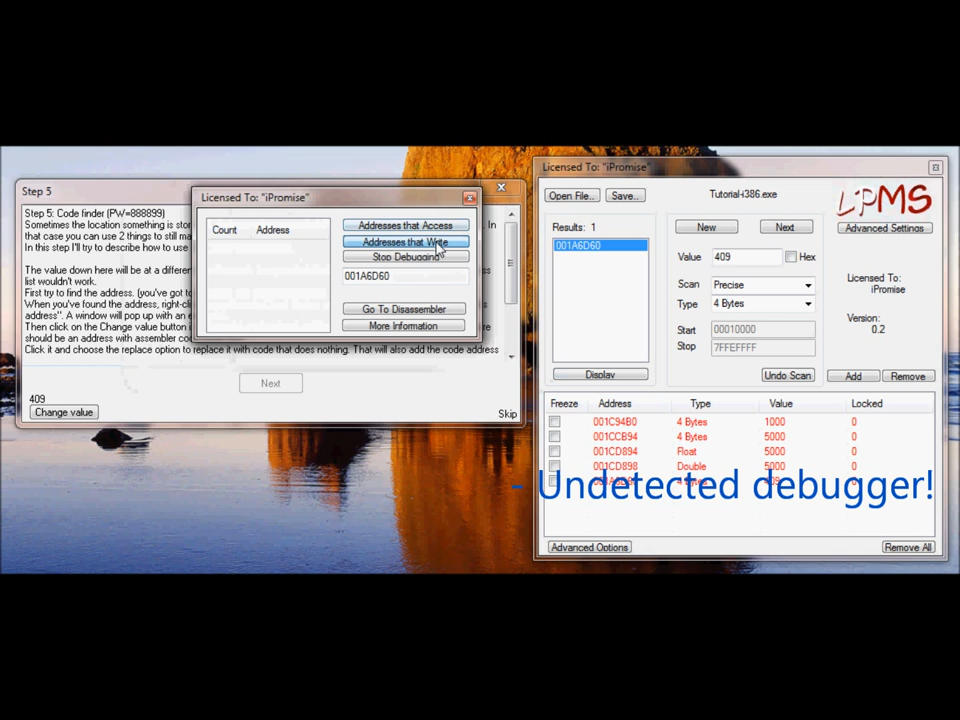 Step 5
Step 5: Code finder (PW=888899)
Sometimes the location something is stor
In
that case you can use 2 things to still ma
In this step I'll try to describe how to use
The value down here will be at a differen
ess
list wouldn't work.
First try to find the address. (you've got to
When you've found the address, right-cli
address". A window will pop up with an e
Then click on the Change value button i
re
should be an address with assembler co
Click it and choose the replace option to replace it with code that does nothing. That will also add the code address
Next
409
Change value
Skip
Licensed To: "iPromise"
Count Address
Addresses that Access
Addresses that Write
Stop Debugging
001A6D60
Go To Disassembler
More Information
Licensed To: "iPromise"
Open File.. Save.. Tutorial-i386.exe
LPMS
Results: 1
001A6D60
Display
New Next
Value 409 Hex
Scan Precise
Type 4 Bytes
Start 00010000
Stop 7FFEFFFF
Undo Scan
Advanced Settings
Licensed To:
iPromise
Version:
0.2
Add Remove
Freeze Address Type Value Locked
001C94B0 4 Bytes 1000 0
001CCB94 4 Bytes 5000 0
001CD894 Float 5000 0
001CD898 Double 5000 0
- Undetected debugger!
Advanced Options Remove All